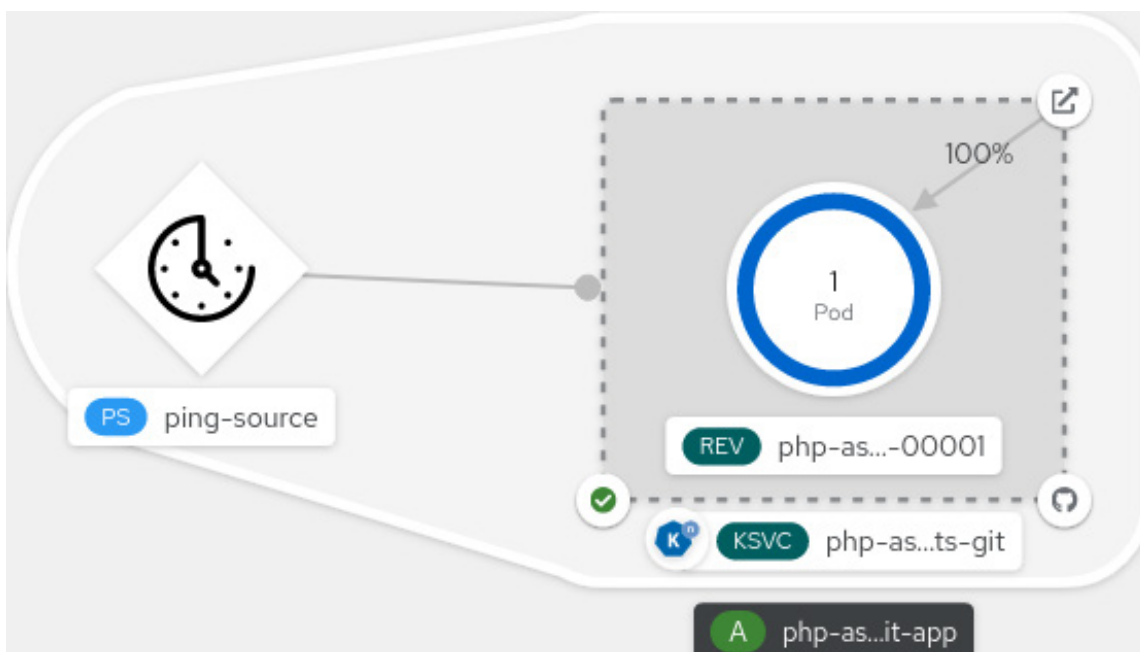 100%
1
Pod
PS ping-source
REV php-as...-00001
K n KSVC php-as...ts-git
A php-as...it-app